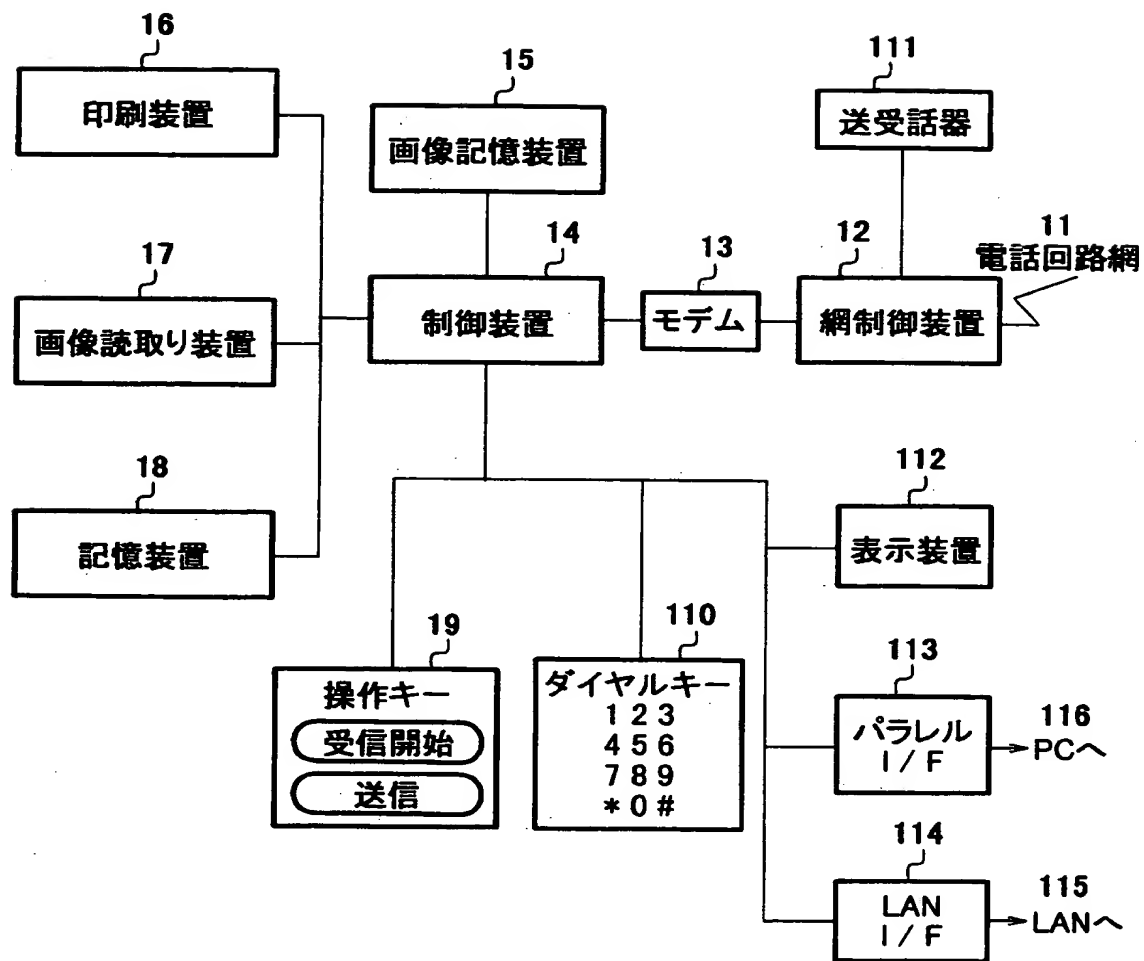 16
印刷装置
15
画像記憶装置
111
送受話器
17
画像読取り装置
14
制御装置
13
モデム
12
網制御装置
11
電話回路網
18
記憶装置
112
表示装置
19
操作キー
受信開始
送信
110
ダイヤルキー
1 2 3
4 5 6
7 8 9
* 0 #
113
パラレル
I/F
116
PCへ
114
LAN
I/F
115
LANへ